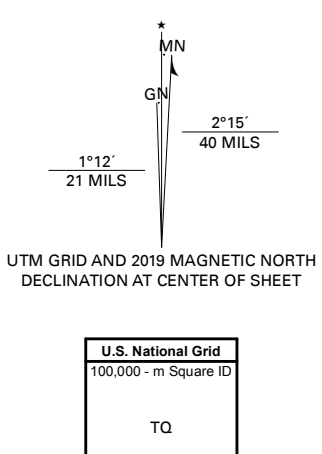 MN
GN
2°15´
40 MILS
1°12´
21 MILS
UTM GRID AND 2019 MAGNETIC NORTH
DECLINATION AT CENTER OF SHEET
U.S. National Grid
100,000 - m Square ID
TQ